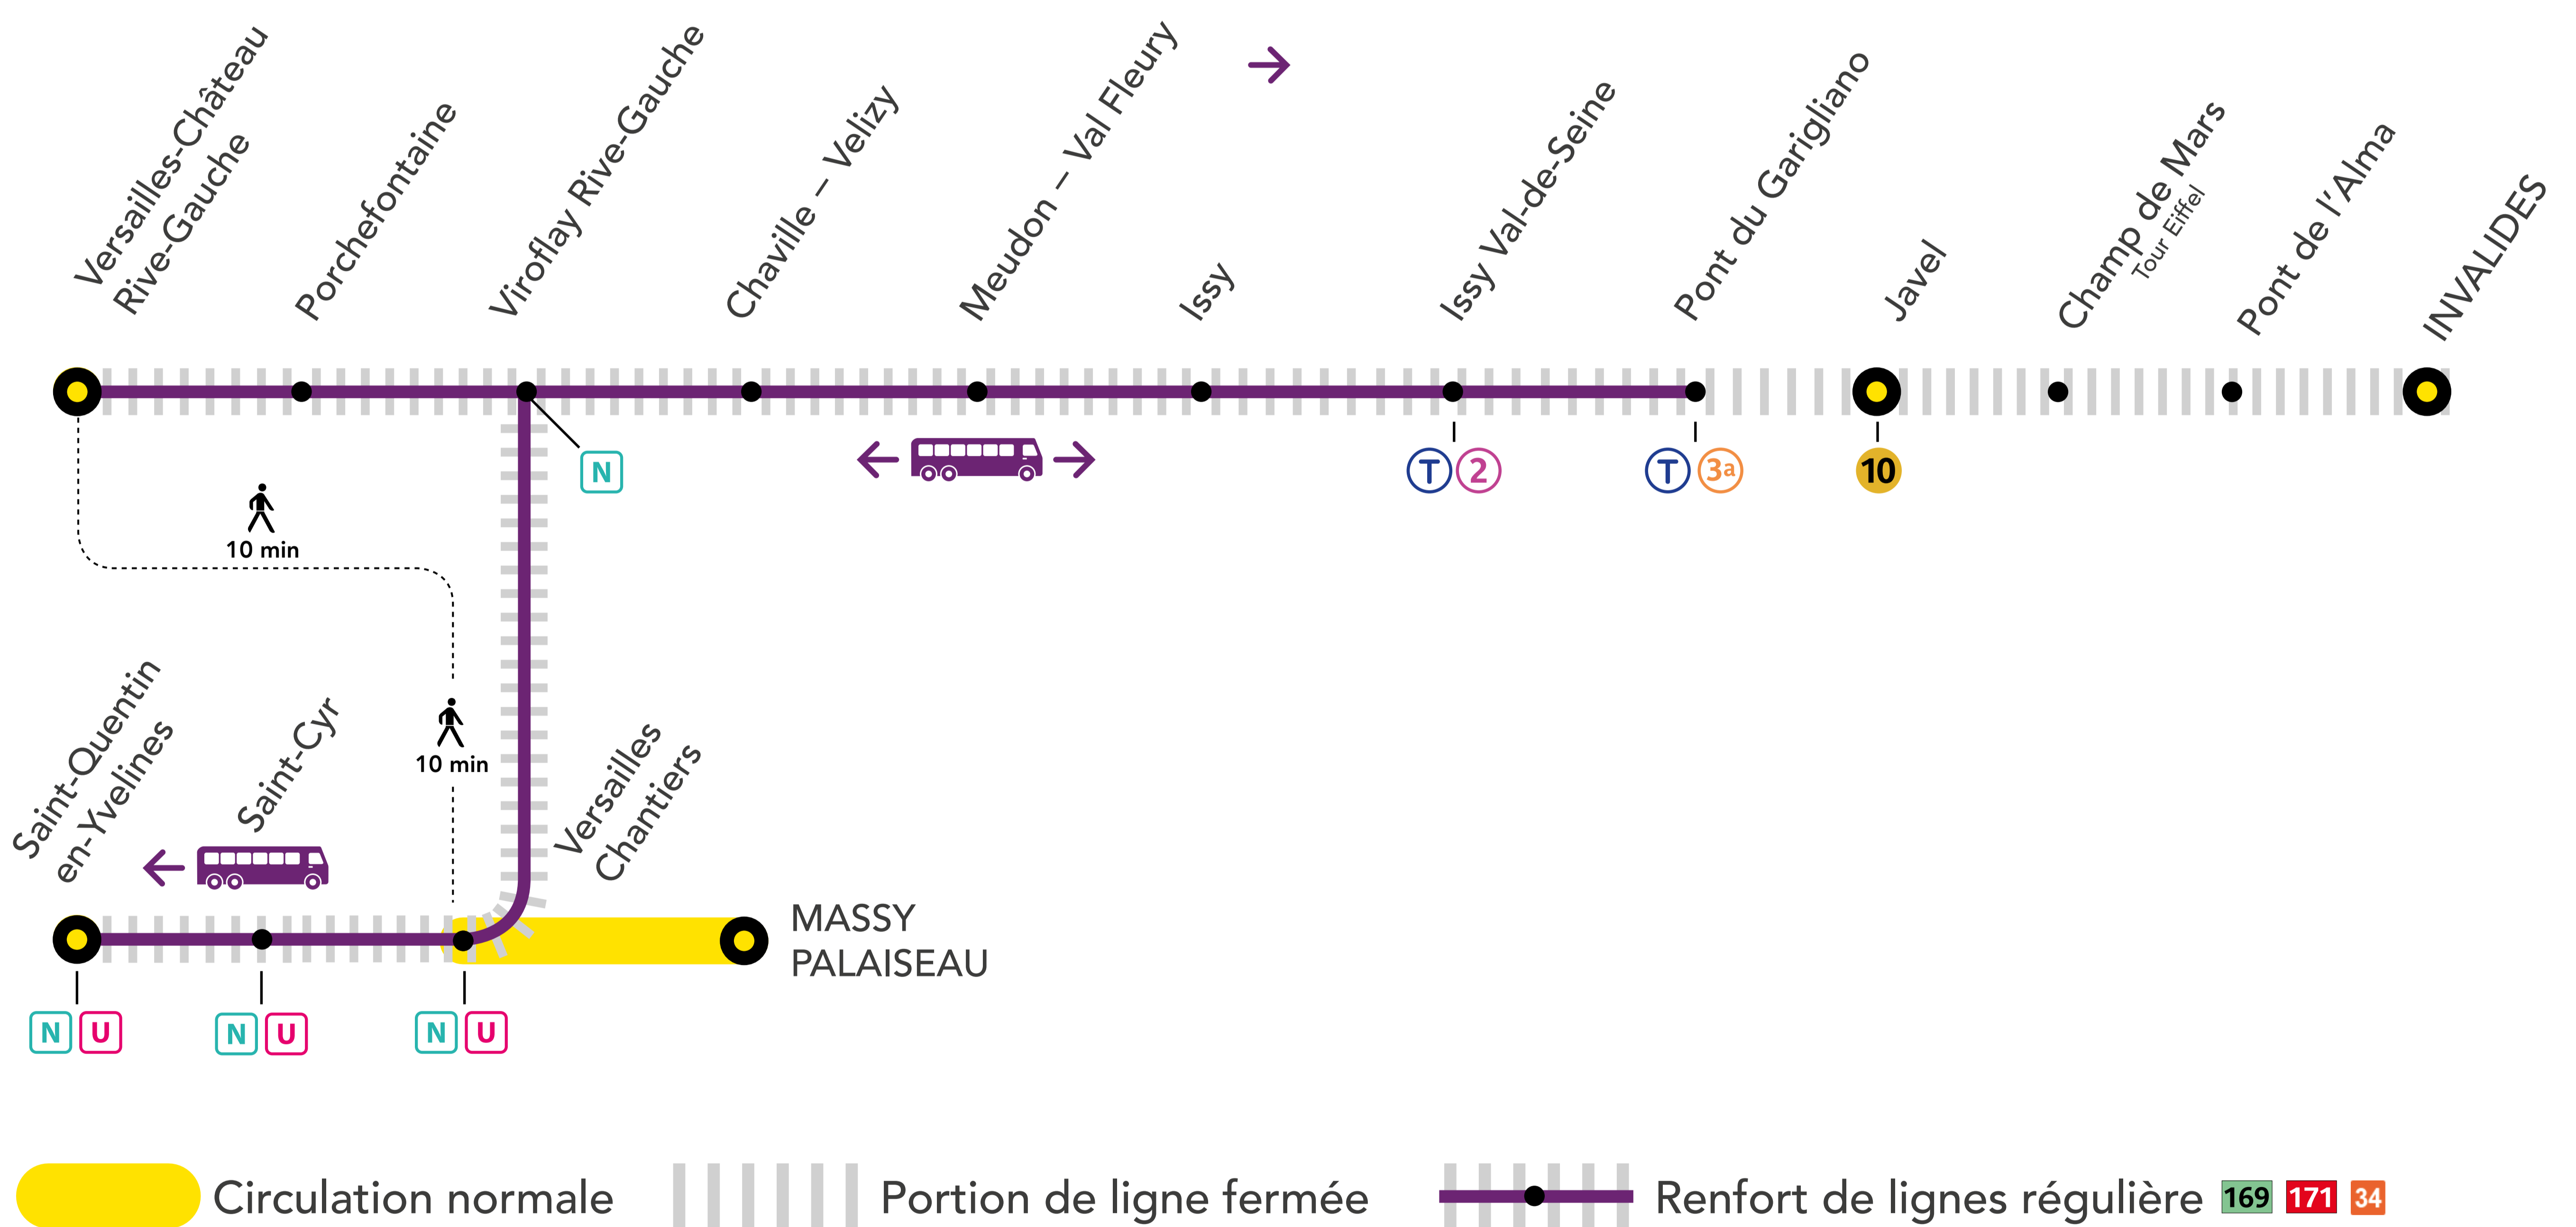 Versailles-Château
Rive-Gauche
Porchefontaine
Viroflay Rive-Gauche
Chaville – Velizy
Meudon – Val Fleury
Issy
Issy Val-de-Seine
Pont du Garigliano
Javel
Champ de Mars
Tour Eiffel
Pont de l'Alma
INVALIDES
N
T 2
T 3a
10
10 min
10 min
Saint-Quentin
en-Yvelines
Saint-Cyr
Versailles
Chantiers
MASSY
PALAISEAU
N U
N U
N U
Circulation normale
Portion de ligne fermée
Renfort de lignes régulière 169 171 34